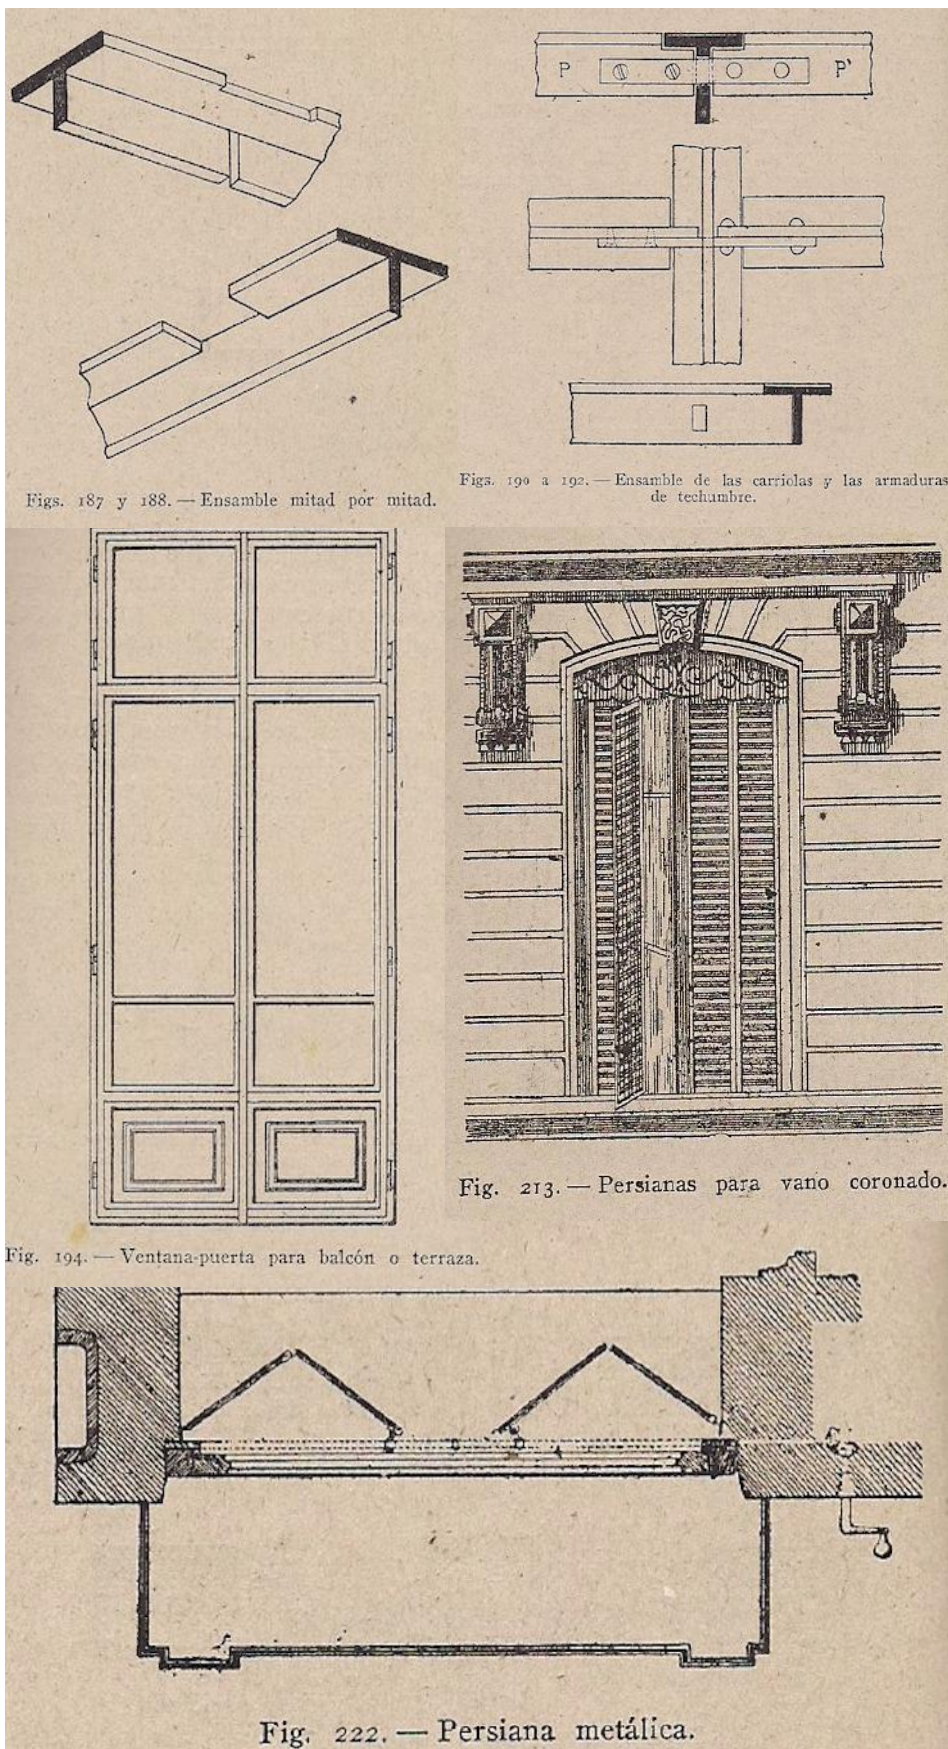 P P'
Figs. 187 y 188. — Ensamble mitad por mitad.
Figs. 190 a 192. — Ensamble de las carriolas y las armaduras
de techumbre.
Fig. 213. — Persianas para vano coronado.
Fig. 194. — Ventana-puerta para balcón o terraza.
Fig. 222. — Persiana metálica.